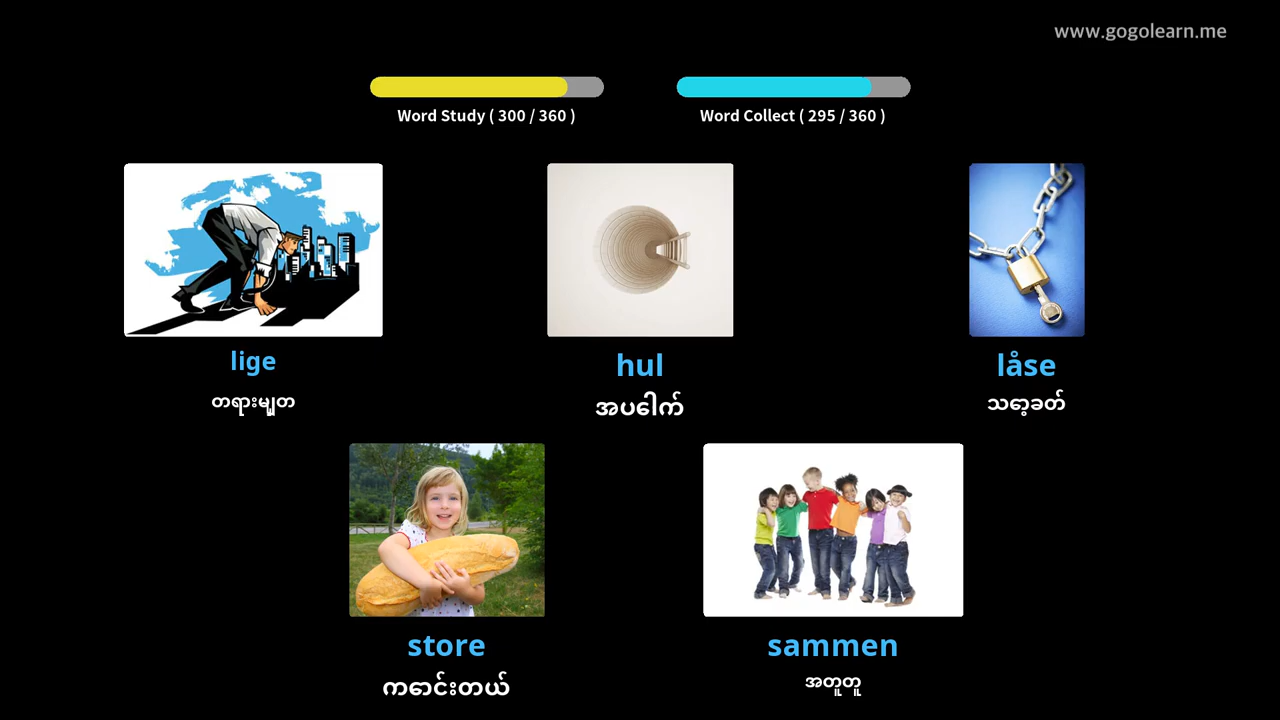 www.gogolearn.me
Word Study ( 300 / 360 )
Word Collect ( 295 / 360 )
lige
တရားမျှတ
hul
အပေါက်
låse
သော့ခတ်
store
ကောင်းတယ်
sammen
အတူတူ